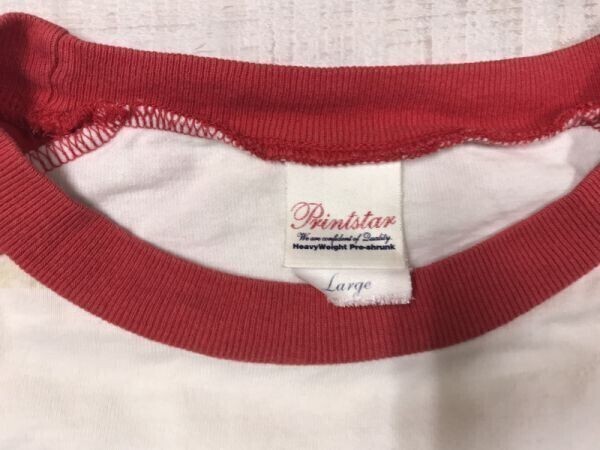 Printstar
We are confident of Quality
HeavyWeight Pre-shrunk
Large